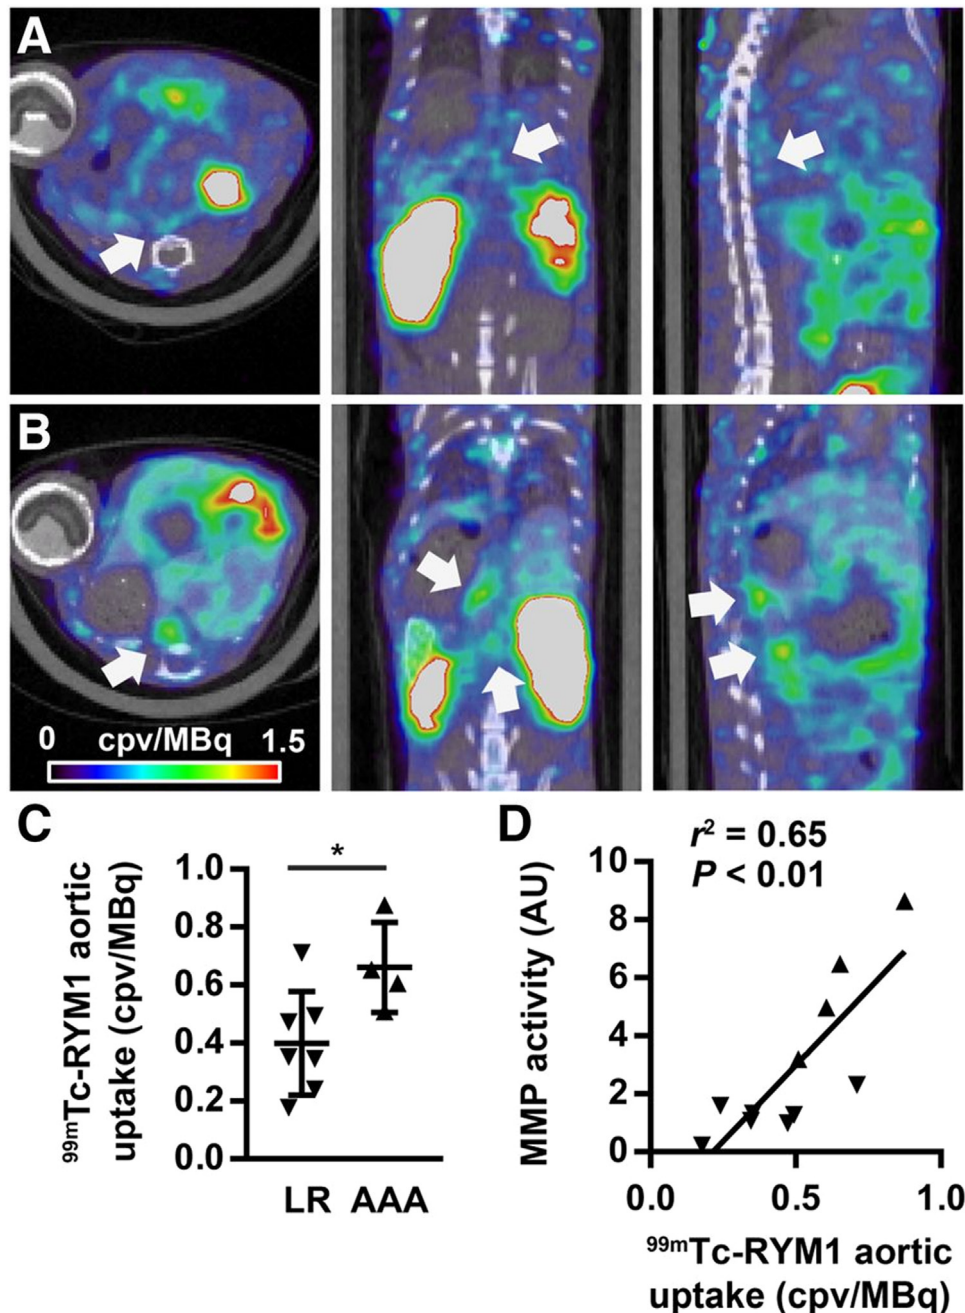 A
B
0 cpv/MBq 1.5
C
⁹⁹ᵐTc-RYM1 aortic
uptake (cpv/MBq)
1.0
0.8
0.6
0.4
0.2
0.0
*
LR AAA
D
r² = 0.65
P < 0.01
MMP activity (AU)
10
8
6
4
2
0
0.0 0.5 1.0
⁹⁹ᵐTc-RYM1 aortic
uptake (cpv/MBq)